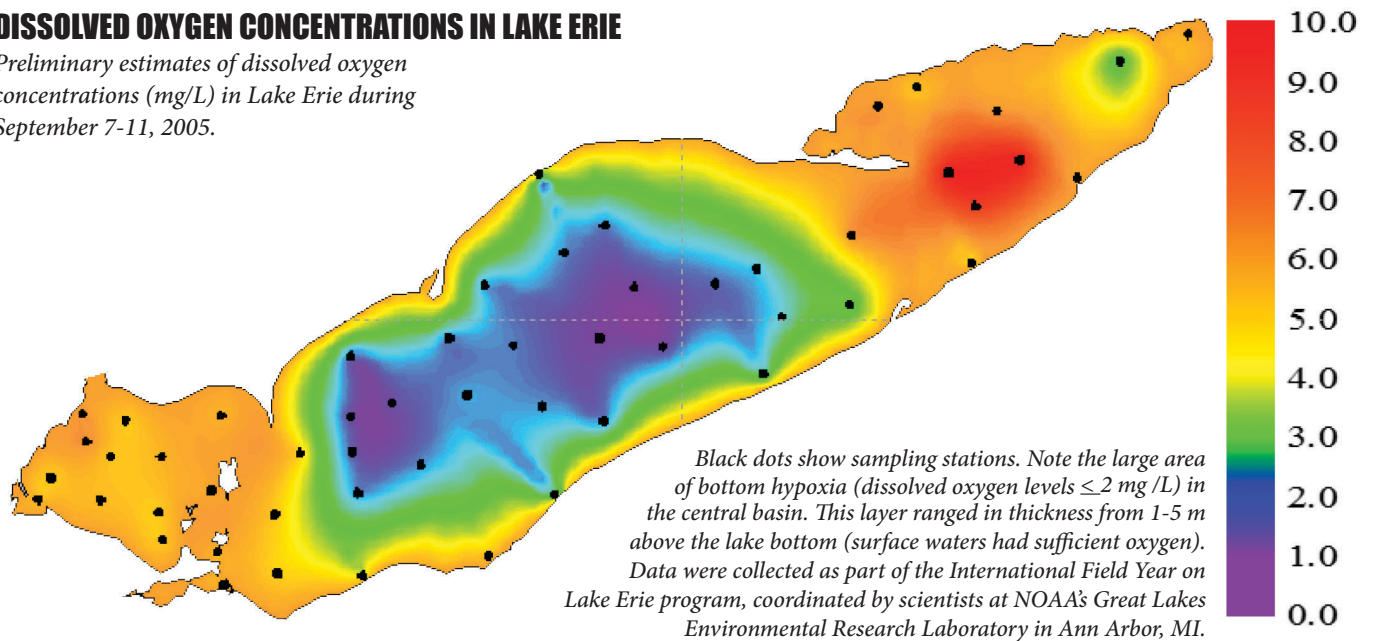 DISSOLVED OXYGEN CONCENTRATIONS IN LAKE ERIE
Preliminary estimates of dissolved oxygen
concentrations (mg/L) in Lake Erie during
September 7-11, 2005.
10.0
9.0
8.0
7.0
6.0
5.0
4.0
3.0
2.0
1.0
0.0
Black dots show sampling stations. Note the large area
of bottom hypoxia (dissolved oxygen levels ≤2 mg /L) in
the central basin. This layer ranged in thickness from 1-5 m
above the lake bottom (surface waters had sufficient oxygen).
Data were collected as part of the International Field Year on
Lake Erie program, coordinated by scientists at NOAA's Great Lakes
Environmental Research Laboratory in Ann Arbor, MI.